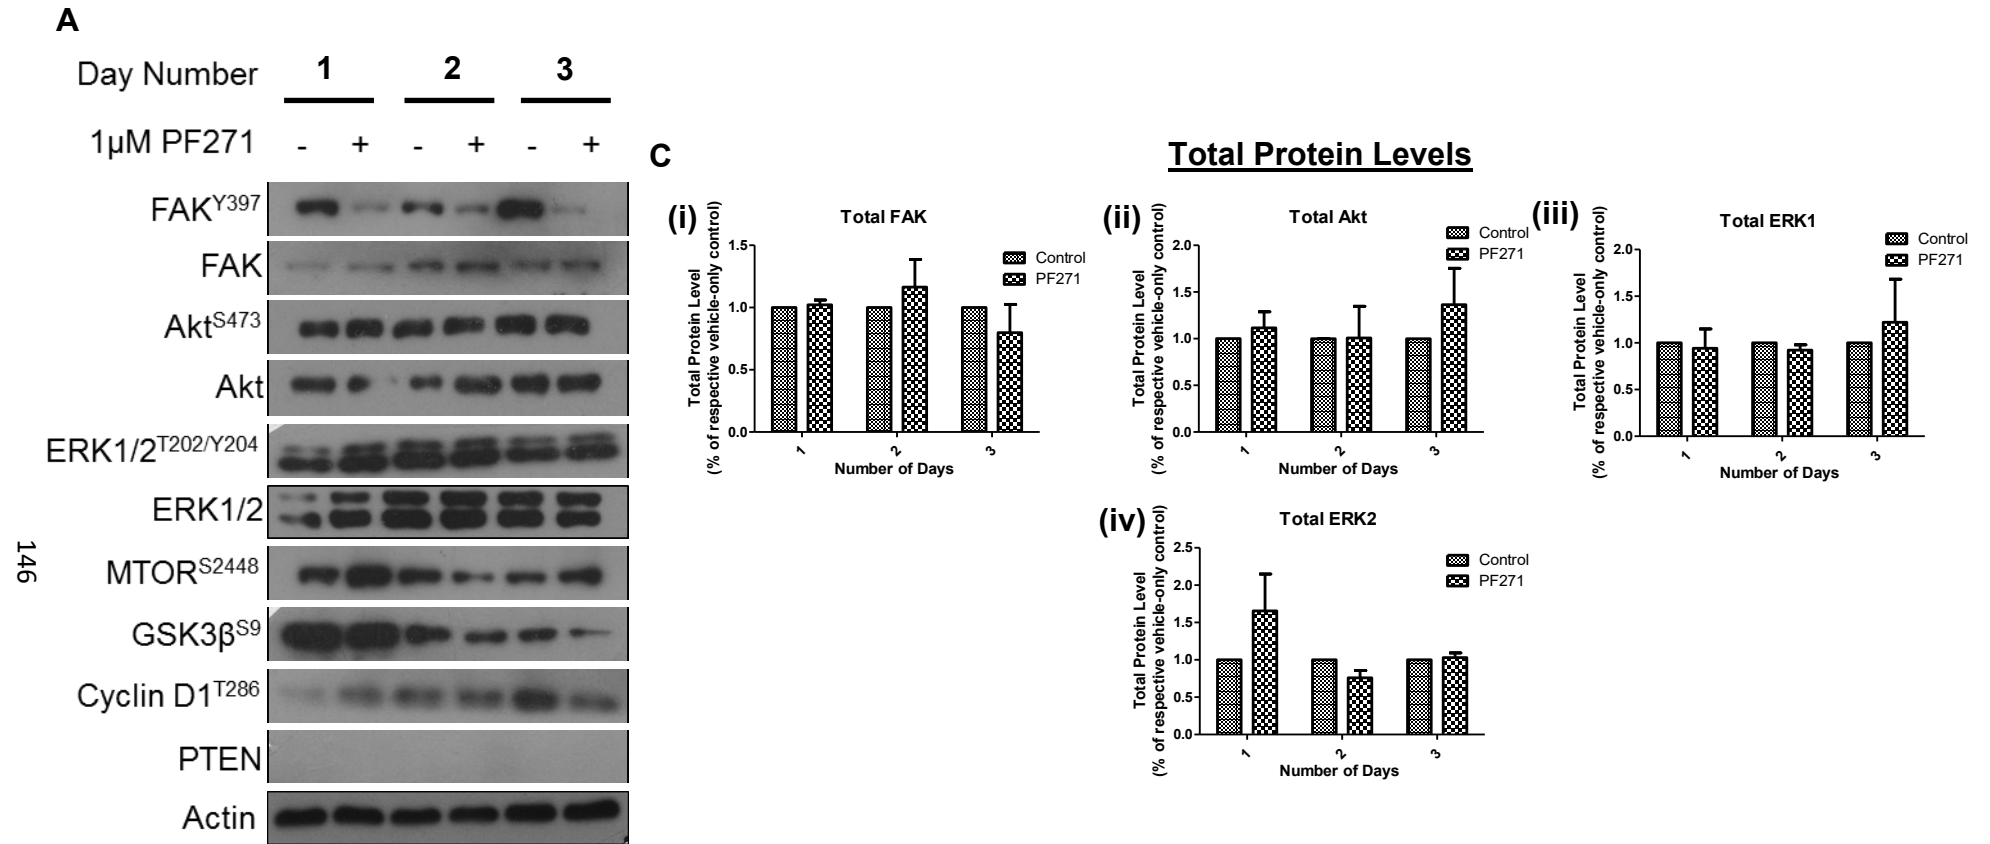 A
Day Number 1 2 3
1µM PF271 - + - + - +
FAKY397
FAK
AktS473
Akt
ERK1/2T202/Y204
ERK1/2
MTORS2448
GSK3βS9
Cyclin D1T286
PTEN
Actin
146
C
Total Protein Levels
(i)
Total FAK
Total Protein Level
(% of respective vehicle-only control)
1.5
1.0
0.5
0.0
1 2 3
Number of Days
Control
PF271
(ii)
Total Akt
Total Protein Level
(% of respective vehicle-only control)
2.0
1.5
1.0
0.5
0.0
1 2 3
Number of Days
Control
PF271
(iii)
Total ERK1
Total Protein Level
(% of respective vehicle-only control)
2.0
1.5
1.0
0.5
0.0
1 2 3
Number of Days
Control
PF271
(iv)
Total ERK2
Total Protein Level
(% of respective vehicle-only control)
2.5
2.0
1.5
1.0
0.5
0.0
1 2 3
Number of Days
Control
PF271